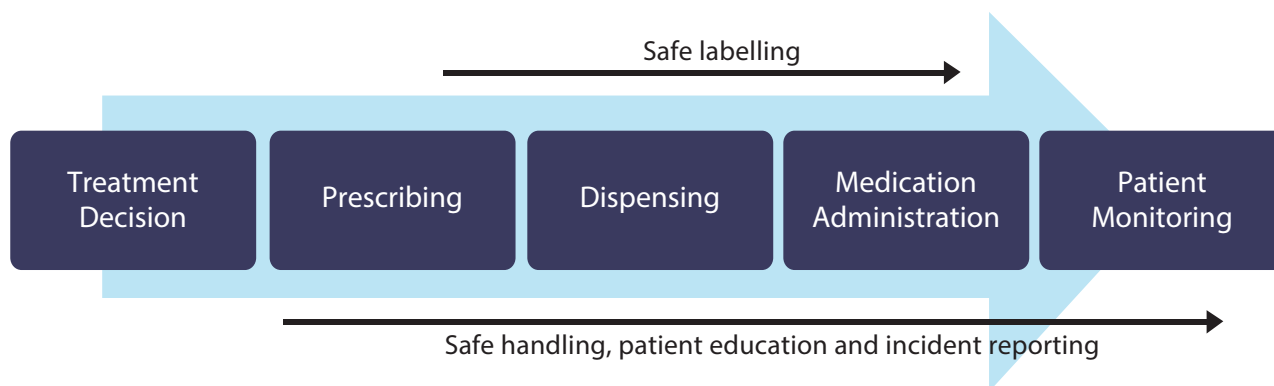 Safe labelling
Treatment
Decision
Prescribing
Dispensing
Medication
Administration
Patient
Monitoring
Safe handling, patient education and incident reporting